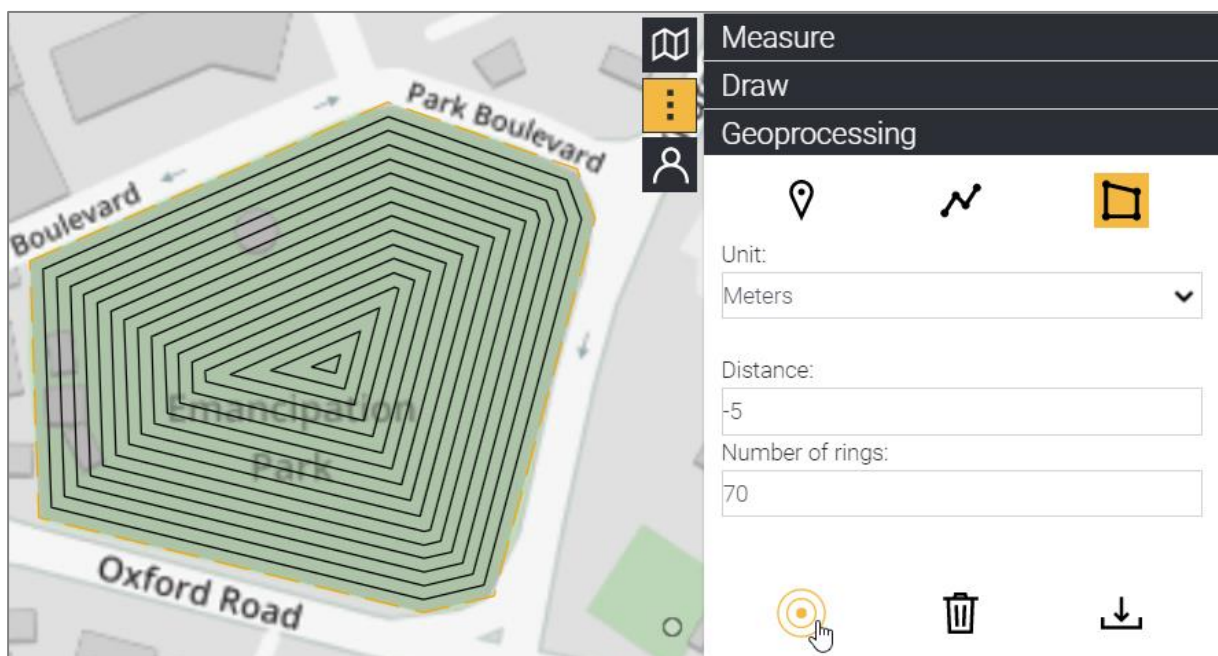 Park Boulevard
Boulevard
Emancipation
Park
Oxford Road
Measure
Draw
Geoprocessing
Unit:
Meters
Distance:
-5
Number of rings:
70